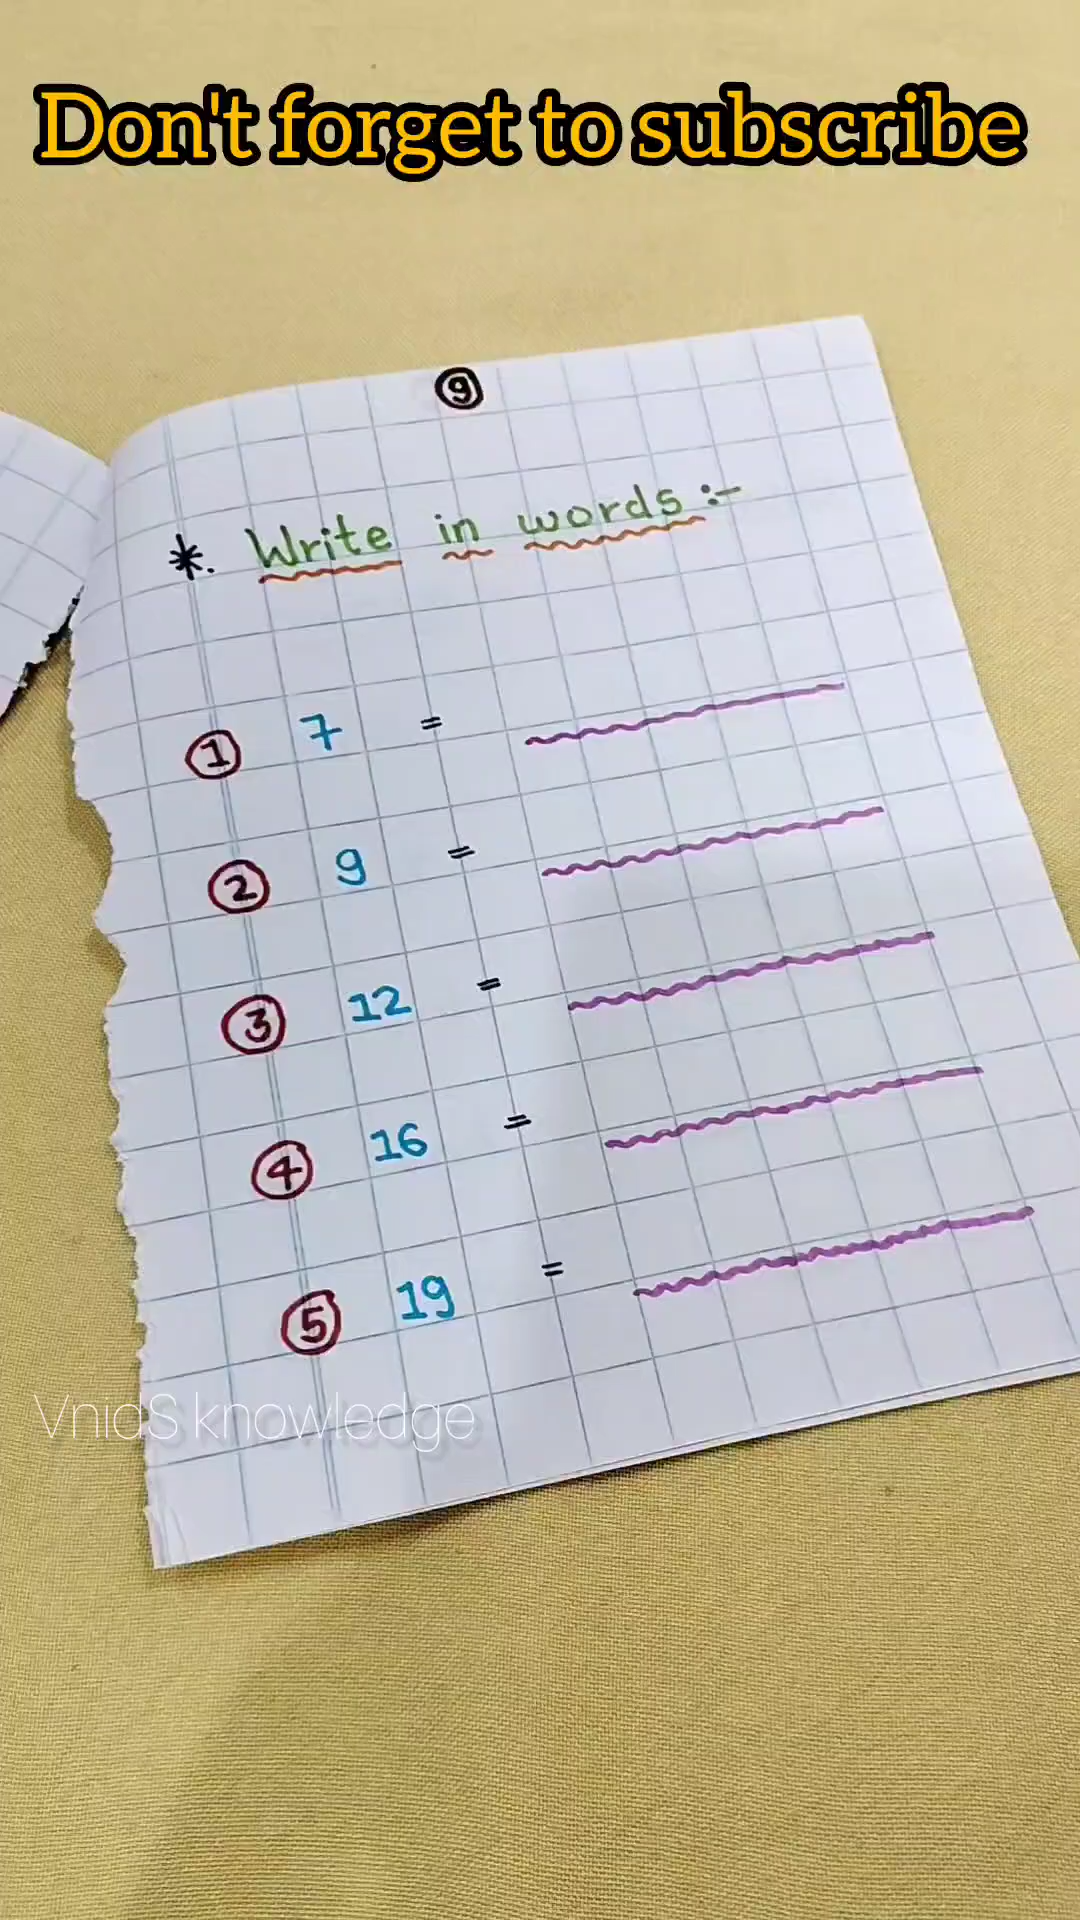 Don't forget to subscribe
9
*. Write in words :-
1 7 =
2 9 =
3 12 =
4 16 =
5 19 =
VnidS knowledge